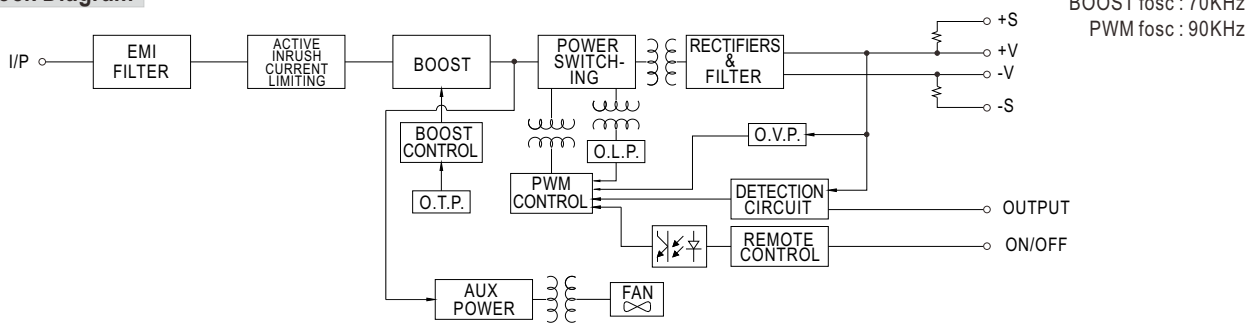 BOOST fosc : 70KHz
PWM fosc : 90KHz
+S
+V
-V
-S
I/P
EMI
FILTER
ACTIVE
INRUSH
CURRENT
LIMITING
BOOST
POWER
SWITCH-
ING
RECTIFIERS
&
FILTER
BOOST
CONTROL
O.T.P.
O.L.P.
O.V.P.
PWM
CONTROL
DETECTION
CIRCUIT
OUTPUT
REMOTE
CONTROL
ON/OFF
AUX
POWER
FAN